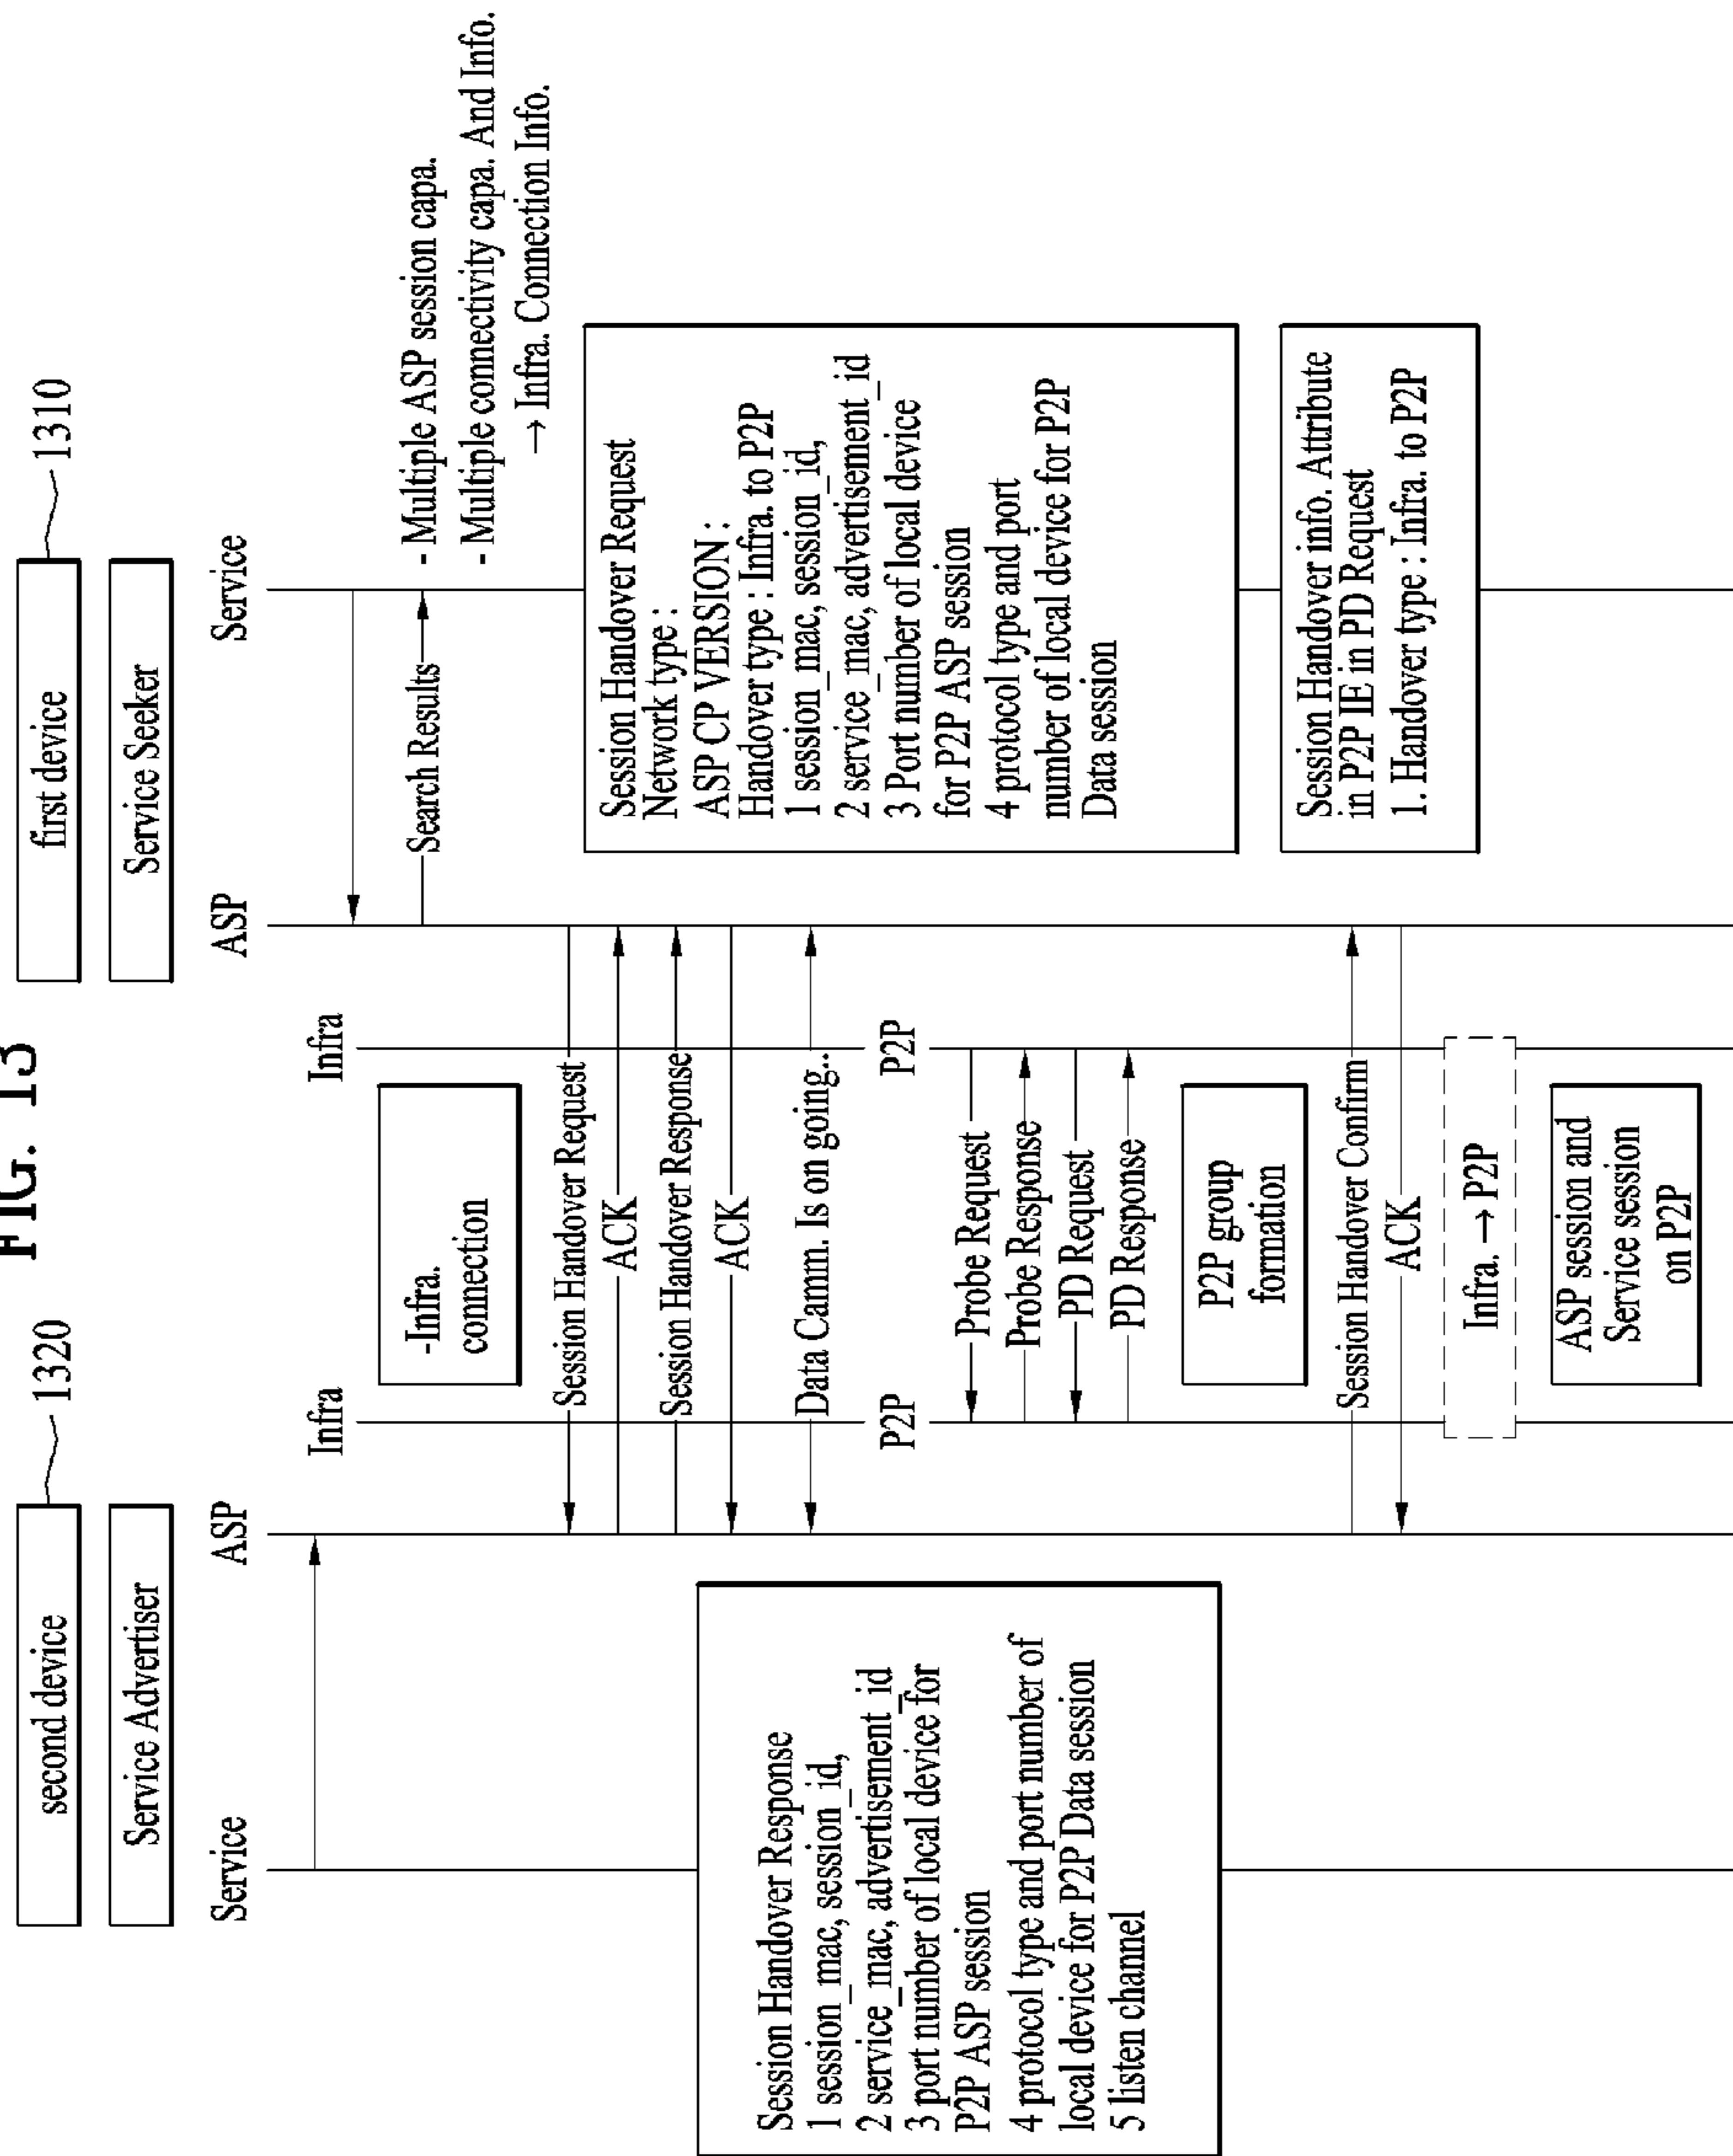 FIG. 13
second device
1320
first device
1310
Service Advertiser
Service Seeker
Service
ASP
Infra
Infra
ASP
Service
-Infra.
connection
Search Results
- Multiple ASP session capa.
- Multiple connectivity capa. And Info.
→ Infra. Connection Info.
Session Handover Request
ACK
Session Handover Response
ACK
Data Camm. Is on going..
Session Handover Request
Network type :
ASP CP VERSION :
Handover type : Infra. to P2P
1 session_mac, session_id,
2 service_mac, advertisement_id
3 Port number of local device
for P2P ASP session
4 protocol type and port
number of local device for P2P
Data session
Session Handover Response
1 session_mac, session_id,
2 service_mac, advertisement_id
3 port number of local device for
P2P ASP session
4 protocol type and port number of
local device for P2P Data session
5 listen channel
P2P
P2P
Probe Request
Probe Response
PD Request
PD Response
P2P group
formation
Session Handover info. Attribute
in P2P IE in PD Request
1. Handover type : Infra. to P2P
Session Handover Confirm
ACK
Infra. → P2P
ASP session and
Service session
on P2P